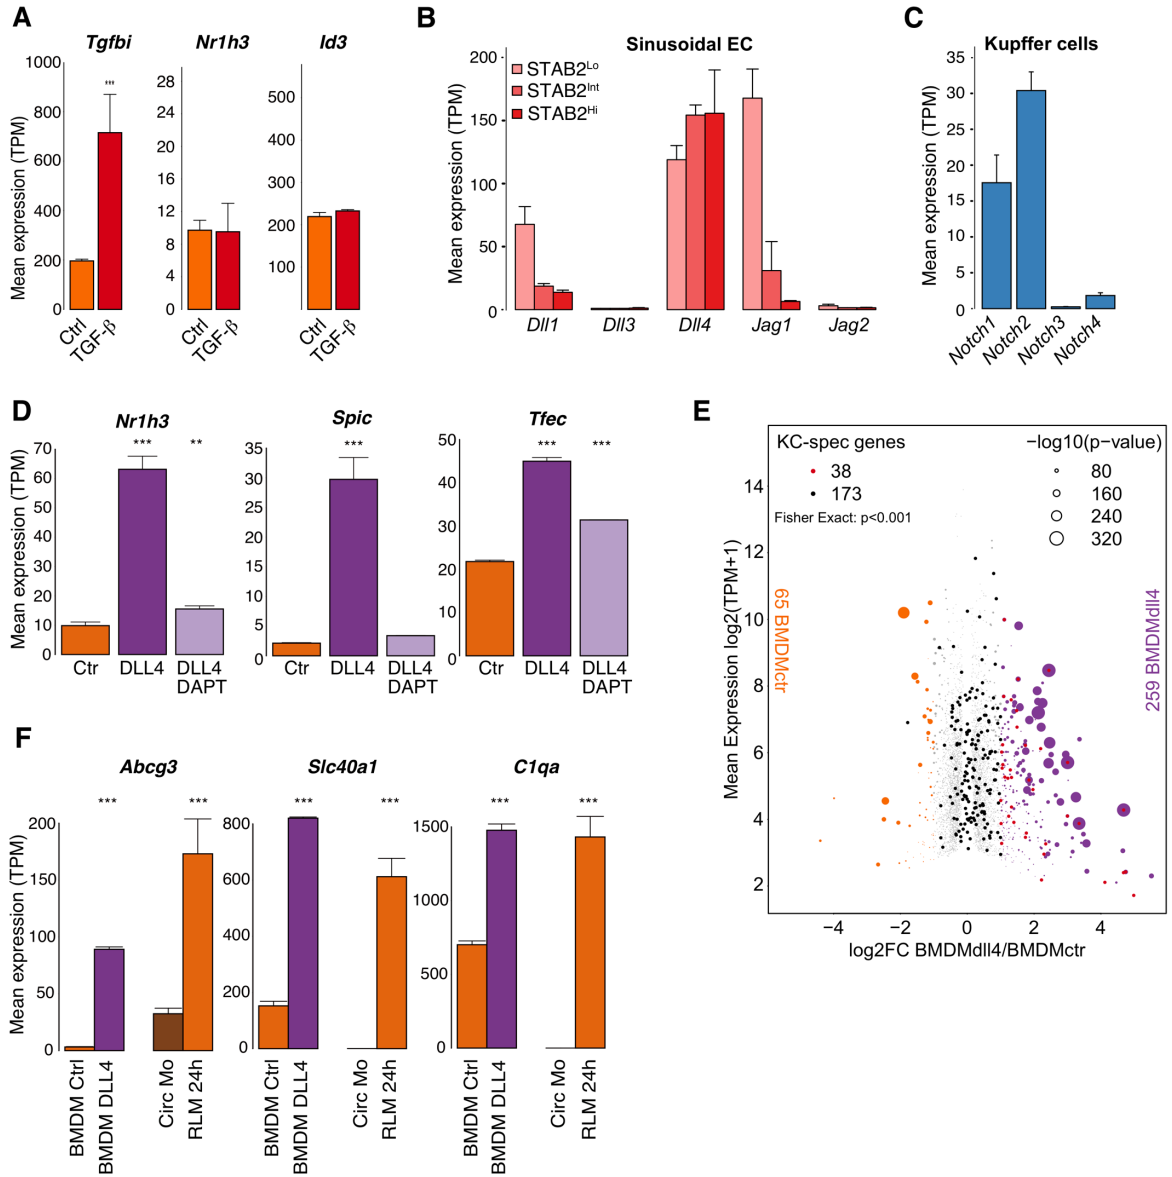 A
Tgfbi
Nr1h3
Id3
Mean expression (TPM)
1000
800
600
400
200
0
***
Ctrl
TGF-β
28
24
20
16
12
8
4
0
Ctrl
TGF-β
500
400
300
200
100
Ctrl
TGF-β
B
Sinusoidal EC
Mean expression (TPM)
200
150
100
50
0
STAB2Lo
STAB2Int
STAB2Hi
Dll1
Dll3
Dll4
Jag1
Jag2
C
Kupffer cells
Mean expression (TPM)
35
30
25
20
15
10
5
0
Notch1
Notch2
Notch3
Notch4
D
Nr1h3
Mean expression (TPM)
70
60
50
40
30
20
10
0
*** **
Ctr
DLL4
DLL4
DAPT
Spic
35
30
25
20
15
10
5
0
***
Ctr
DLL4
DLL4
DAPT
Tfec
50
40
30
20
10
0
*** ***
Ctr
DLL4
DLL4
DAPT
E
KC-spec genes
38
173
Fisher Exact: p<0.001
−log10(p−value)
80
160
240
320
Mean Expression log2(TPM+1)
14
12
10
8
6
4
2
65 BMDMctr
259 BMDMdll4
−4 −2 0 2 4
log2FC BMDMdll4/BMDMctr
F
Abcg3
Mean expression (TPM)
200
150
100
50
0
*** ***
BMDM Ctrl
BMDM DLL4
Circ Mo
RLM 24h
Slc40a1
800
600
400
200
0
*** ***
BMDM Ctrl
BMDM DLL4
Circ Mo
RLM 24h
C1qa
1500
1000
500
0
*** ***
BMDM Ctrl
BMDM DLL4
Circ Mo
RLM 24h